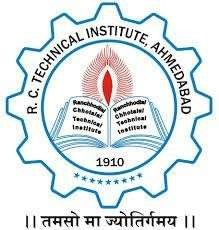 R. C. TECHNICAL INSTITUTE, AHMEDABAD
Ranchhodlal
Chhotalal
Technical
Institute
Ranchhodlal
Chhotalal
Technical
Institute
1910
|| तमसो मा ज्योतिर्गमय ||